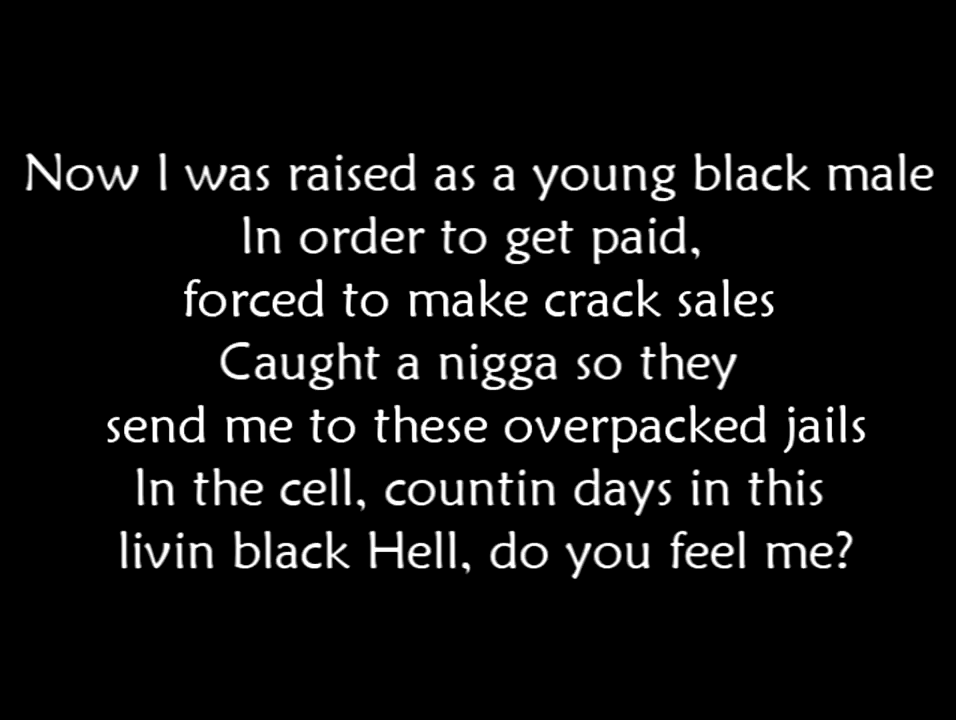 Now I was raised as a young black male
In order to get paid,
forced to make crack sales
Caught a nigga so they
send me to these overpacked jails
In the cell, countin days in this
livin black Hell, do you feel me?